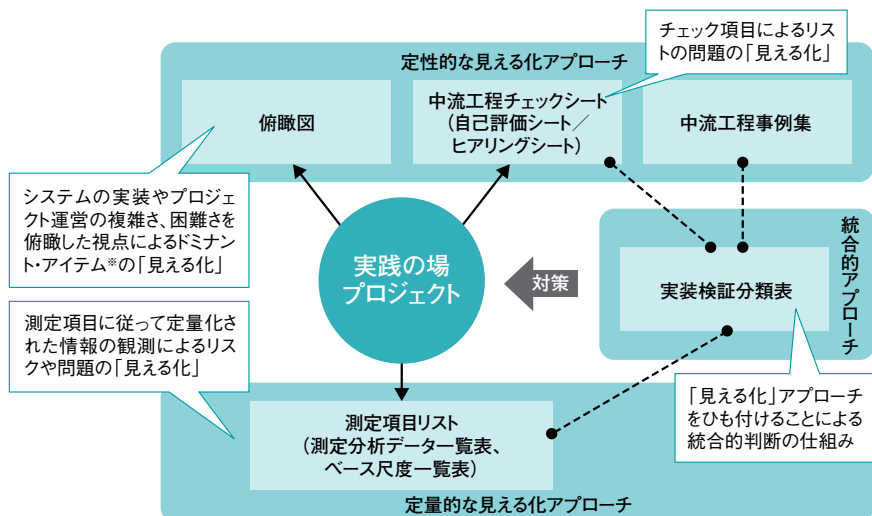 チェック項目によるリス
トの問題の「見える化」
定性的な見える化アプローチ
俯瞰図
中流工程チェックシート
(自己評価シート/
ヒアリングシート)
中流工程事例集
システムの実装やプロジェ
クト運営の複雑さ、困難さを
俯瞰した視点によるドミナン
ト・アイテム※の「見える化」
実践の場
プロジェクト
対策
統合的アプローチ
実装検証分類表
測定項目に従って定量化さ
れた情報の観測によるリス
クや問題の「見える化」
「見える化」アプローチ
をひも付けることによる
統合的判断の仕組み
測定項目リスト
(測定分析データ一覧表、
ベース尺度一覧表)
定量的な見える化アプローチ